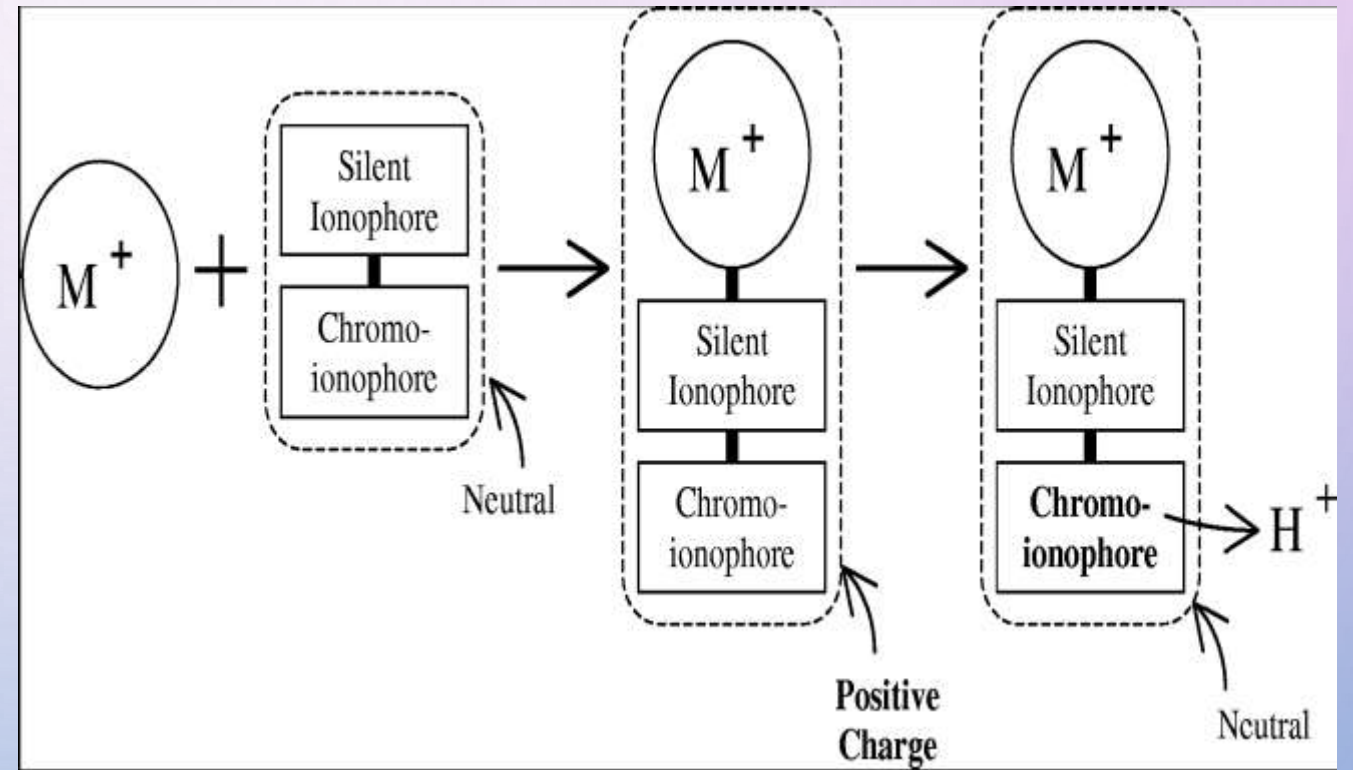 M+
+
Silent
Ionophore
Chromo-
ionophore
Neutral
M+
Silent
Ionophore
Chromo-
ionophore
Positive
Charge
M+
Silent
Ionophore
Chromo-
ionophore
H+
Neutral